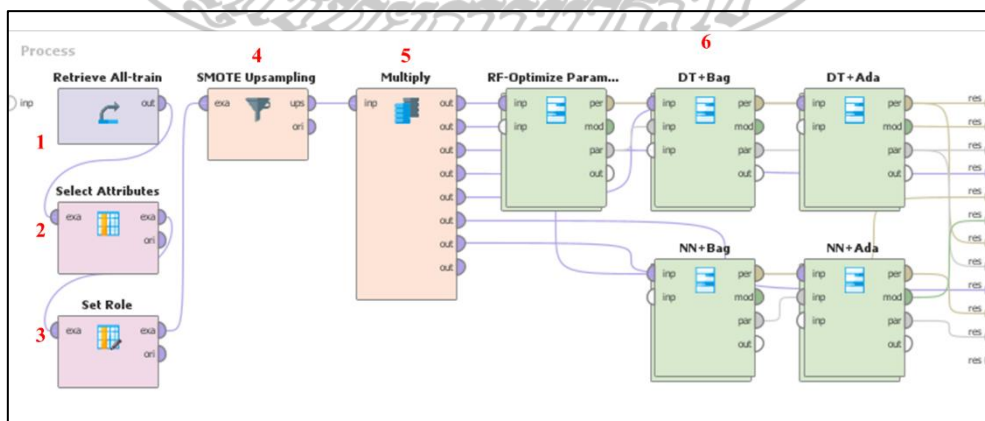 Process
4
5
6
Retrieve All-train
SMOTE Upsampling
Multiply
RF-Optimize Param...
DT+Bag
DT+Ada
inp
out
exa
ups
ori
inp
out
out
out
out
out
out
out
out
inp
inp
per
mod
par
out
inp
inp
inp
per
mod
par
out
inp
inp
inp
per
mod
par
out
1
Select Attributes
2
exa
exa
ori
Set Role
3
exa
exa
ori
NN+Bag
NN+Ada
inp
inp
per
mod
par
out
inp
inp
inp
per
mod
par
out
res
res
res
res
res
res
res
res
res
res
res
res